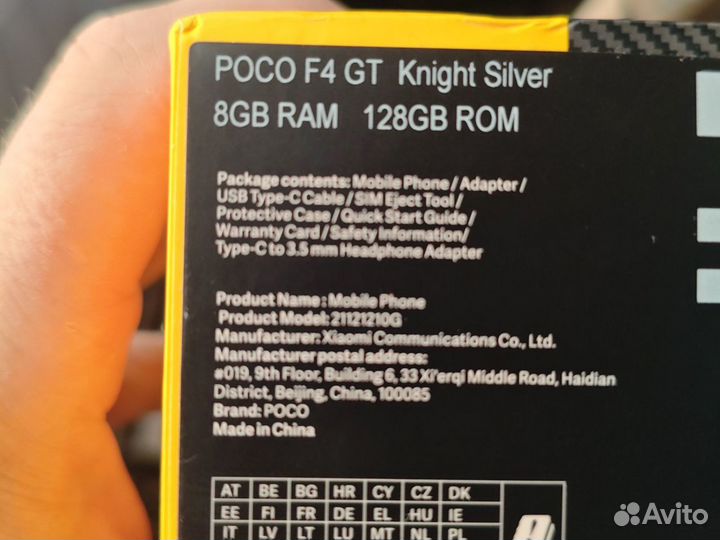 POCO F4 GT Knight Silver
8GB RAM 128GB ROM
Package contents: Mobile Phone / Adapter /
USB Type-C Cable / SIM Eject Tool /
Protective Case / Quick Start Guide /
Warranty Card / Safety Information/
Type-C to 3.5 mm Headphone Adapter
Product Name : Mobile Phone
Product Model: 21121210G
Manufacturer: Xiaomi Communications Co., Ltd.
Manufacturer postal address:
#019, 9th Floor, Building 6, 33 Xi'erqi Middle Road, Haidian
District, Beijing, China, 100085
Brand: POCO
Made in China
AT BE BG HR CY CZ DK
EE FI FR DE EL HU IE
IT LV LT LU MT NL PL
Avito